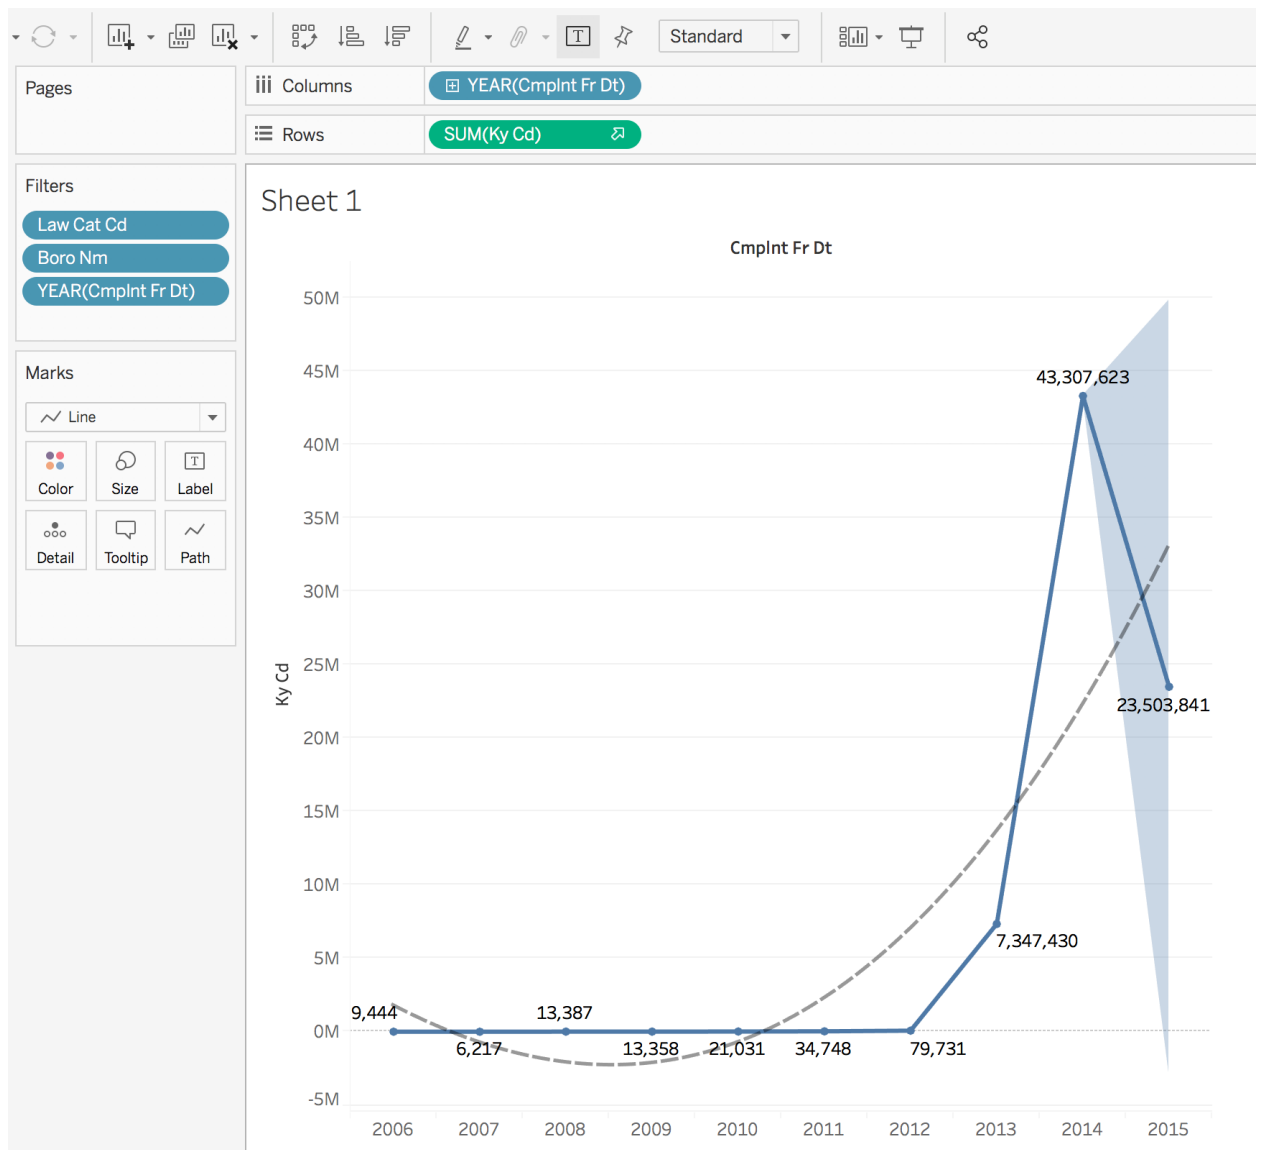 Standard
Pages
Columns
YEAR(Cmplnt Fr Dt)
Rows
SUM(Ky Cd)
Filters
Law Cat Cd
Boro Nm
YEAR(Cmplnt Fr Dt)
Marks
Line
Color
Size
T
Label
Detail
Tooltip
Path
Sheet 1
Cmplnt Fr Dt
50M
45M
40M
35M
30M
25M
20M
15M
10M
5M
0M
-5M
Ky Cd
9,444
6,217
13,387
13,358
21,031
34,748
79,731
7,347,430
43,307,623
23,503,841
2006
2007
2008
2009
2010
2011
2012
2013
2014
2015